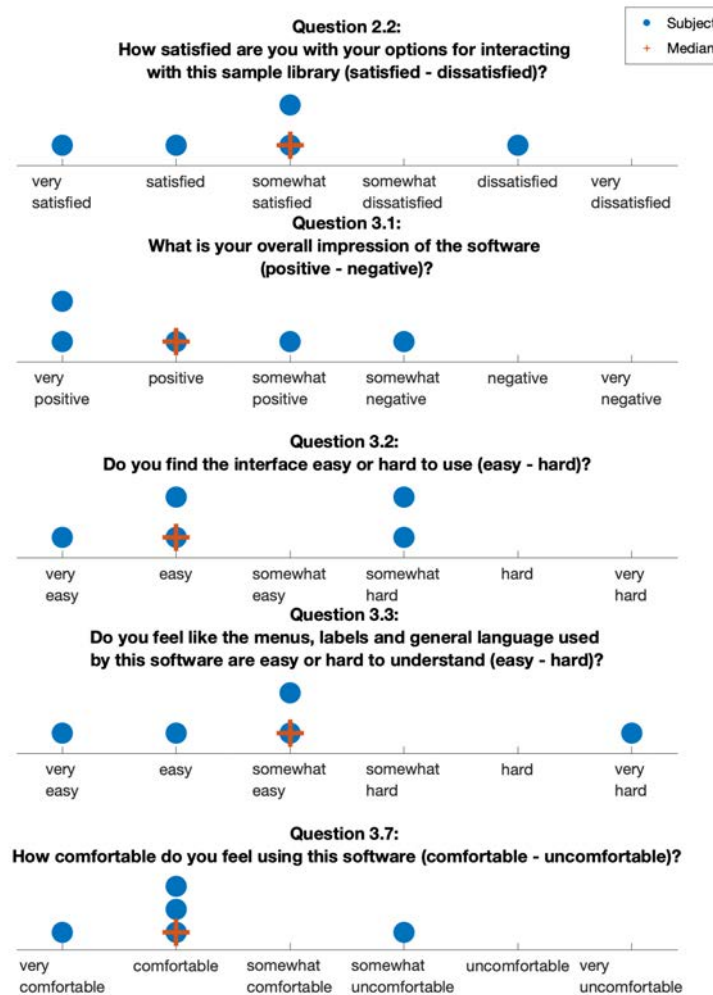 Subject
Median
Question 2.2:
How satisfied are you with your options for interacting
with this sample library (satisfied - dissatisfied)?
very satisfied
satisfied
somewhat satisfied
somewhat dissatisfied
dissatisfied
very dissatisfied
Question 3.1:
What is your overall impression of the software
(positive - negative)?
very positive
positive
somewhat positive
somewhat negative
negative
very negative
Question 3.2:
Do you find the interface easy or hard to use (easy - hard)?
very easy
easy
somewhat easy
somewhat hard
hard
very hard
Question 3.3:
Do you feel like the menus, labels and general language used
by this software are easy or hard to understand (easy - hard)?
very easy
easy
somewhat easy
somewhat hard
hard
very hard
Question 3.7:
How comfortable do you feel using this software (comfortable - uncomfortable)?
very comfortable
comfortable
somewhat comfortable
somewhat uncomfortable
uncomfortable
very uncomfortable